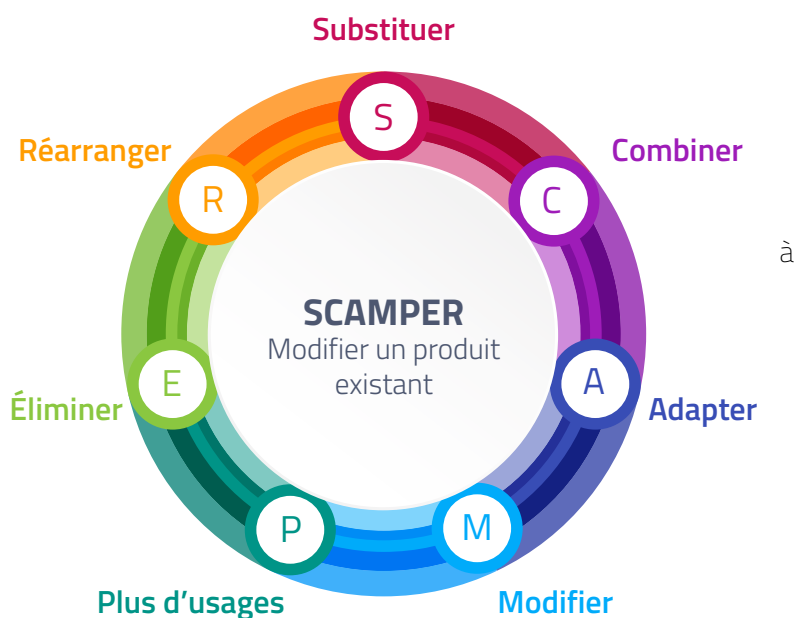 Substituer
S
Réarranger
Combiner
R
C
à
SCAMPER
Modifier un produit
existant
E
A
Éliminer
Adapter
P
M
Plus d’usages
Modifier